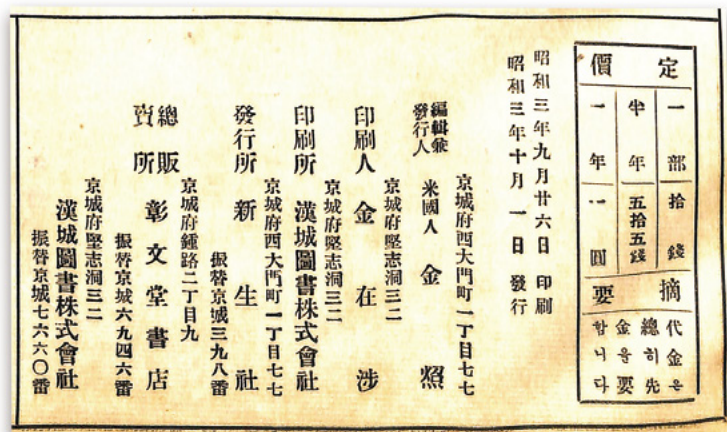 定價
一部 拾錢
半年 五拾五錢
一年 一圓
摘要
代金은
總히先
金을要
합니다
昭和三年九月廿六日 印刷
昭和三年十月一日 發行
京城府西大門町一丁目七七
編輯兼
發行人 米國人 金 照
京城府堅志洞三二
印刷人 金在涉
京城府堅志洞三二
印刷所 漢城圖書株式會社
京城府西大門町一丁目七七
發行所 新生社
振替京城三九八番
京城府鍾路二丁目九
總販
賣所 彰文堂書店
振替京城六九四六番
京城府堅志洞三二
漢城圖書株式會社
振替京城七六六〇番